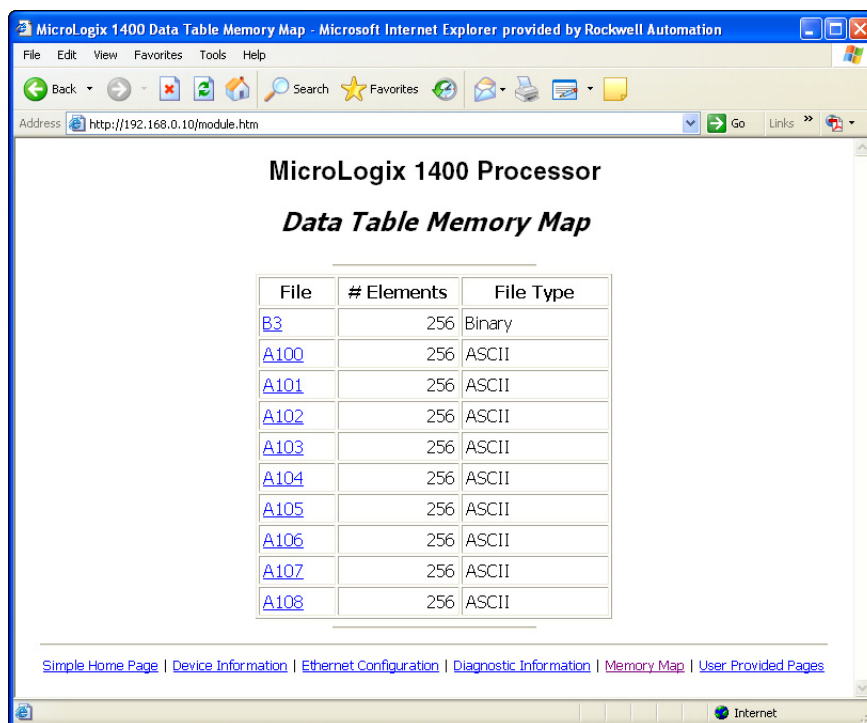 MicroLogix 1400 Data Table Memory Map - Microsoft Internet Explorer provided by Rockwell Automation
File Edit View Favorites Tools Help
Back Search Favorites
Address http://192.168.0.10/module.htm Go Links »
MicroLogix 1400 Processor
Data Table Memory Map
File # Elements File Type
B3 256 Binary
A100 256 ASCII
A101 256 ASCII
A102 256 ASCII
A103 256 ASCII
A104 256 ASCII
A105 256 ASCII
A106 256 ASCII
A107 256 ASCII
A108 256 ASCII
Simple Home Page | Device Information | Ethernet Configuration | Diagnostic Information | Memory Map | User Provided Pages
Internet